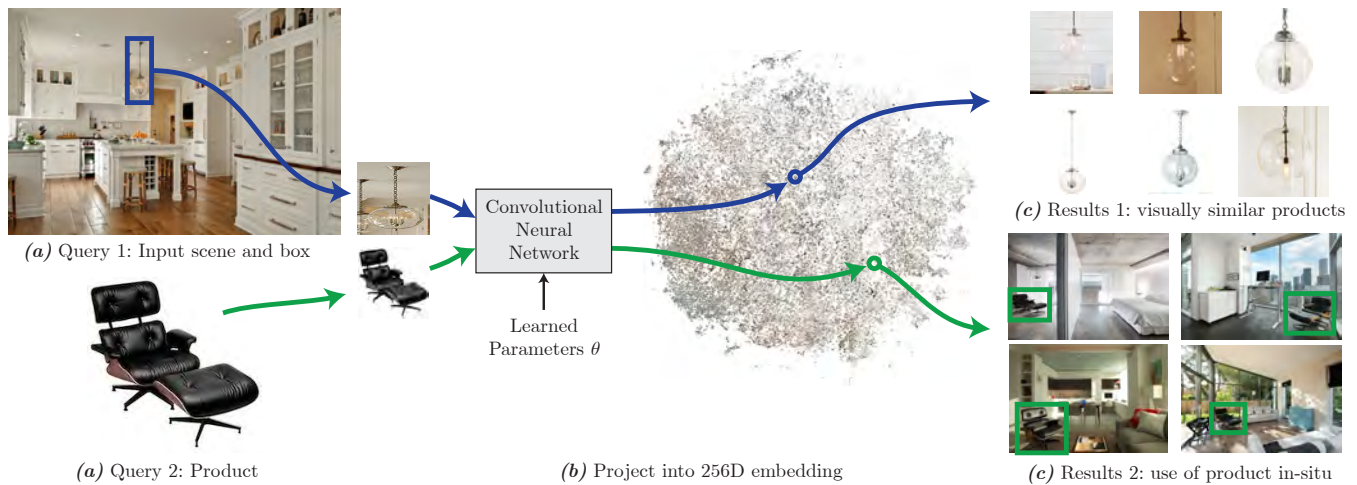 (a) Query 1: Input scene and box
(a) Query 2: Product
Convolutional
Neural
Network
Learned
Parameters θ
(b) Project into 256D embedding
(c) Results 1: visually similar products
(c) Results 2: use of product in-situ